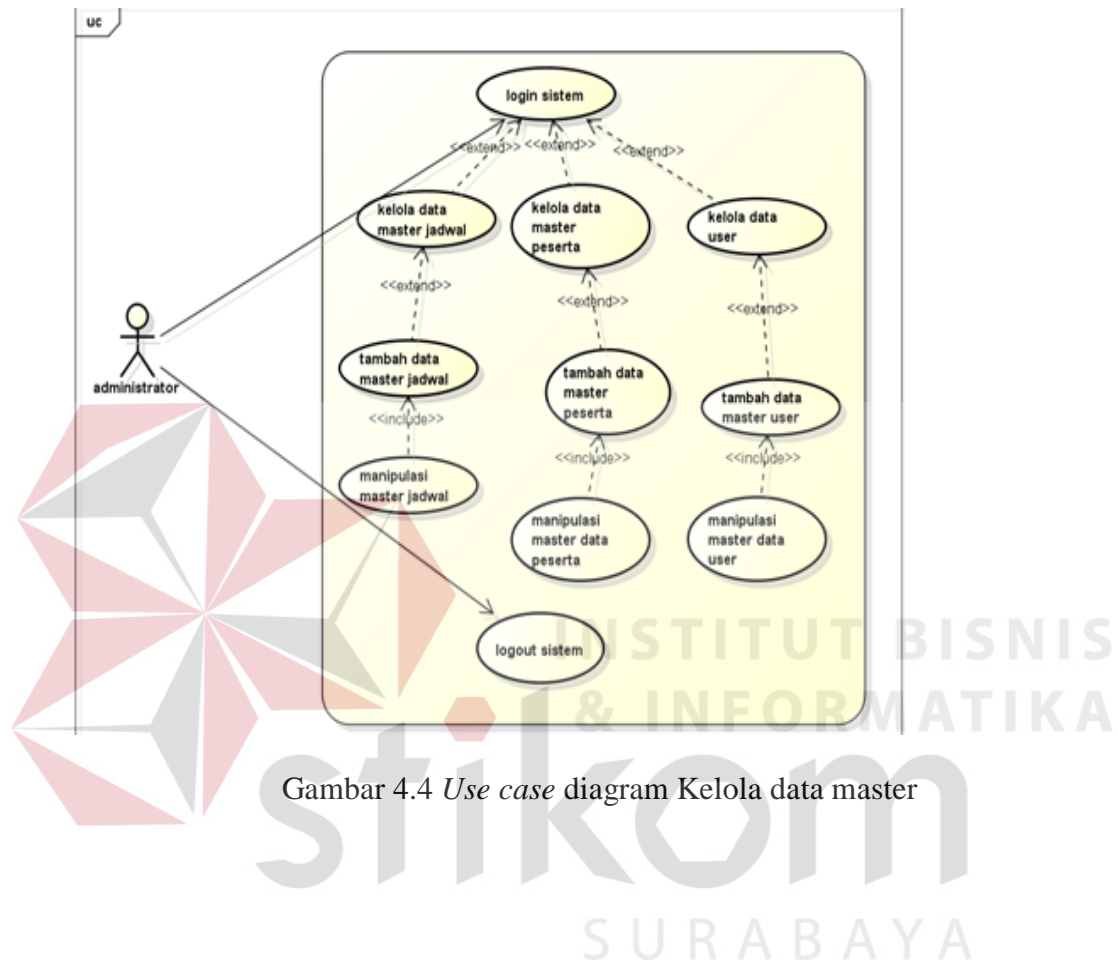 uc
login sistem
<<extend>> <<extend>> <<extend>>
kelola data
master jadwal
kelola data
master
peserta
kelola data
user
<<extend>>
<<extend>>
<<extend>>
tambah data
master jadwal
tambah data
master
peserta
tambah data
master user
administrator
<<include>>
<<include>>
<<include>>
manipulasi
master jadwal
manipulasi
master data
peserta
manipulasi
master data
user
logout sistem
INSTITUT BISNIS
& INFORMATIKA
stikom
SURABAYA
Gambar 4.4 Use case diagram Kelola data master